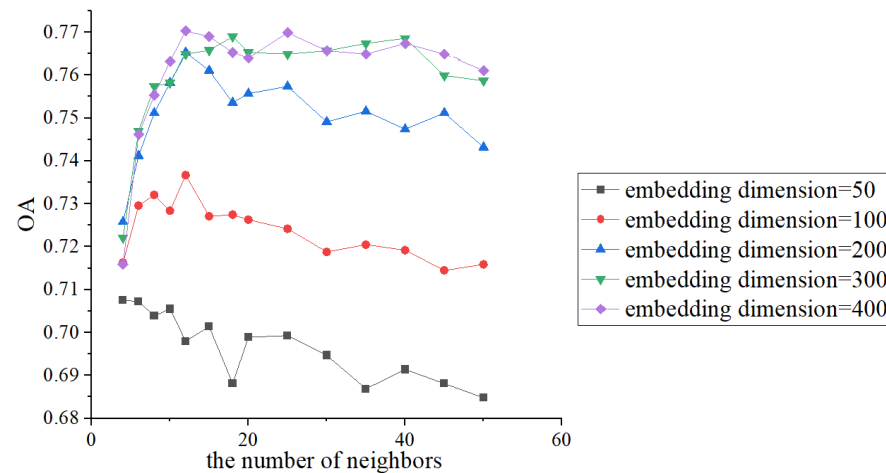 0.77
0.76
0.75
0.74
0.73
0.72
0.71
0.70
0.69
0.68
OA
0
20
40
60
the number of neighbors
embedding dimension=50
embedding dimension=100
embedding dimension=200
embedding dimension=300
embedding dimension=400